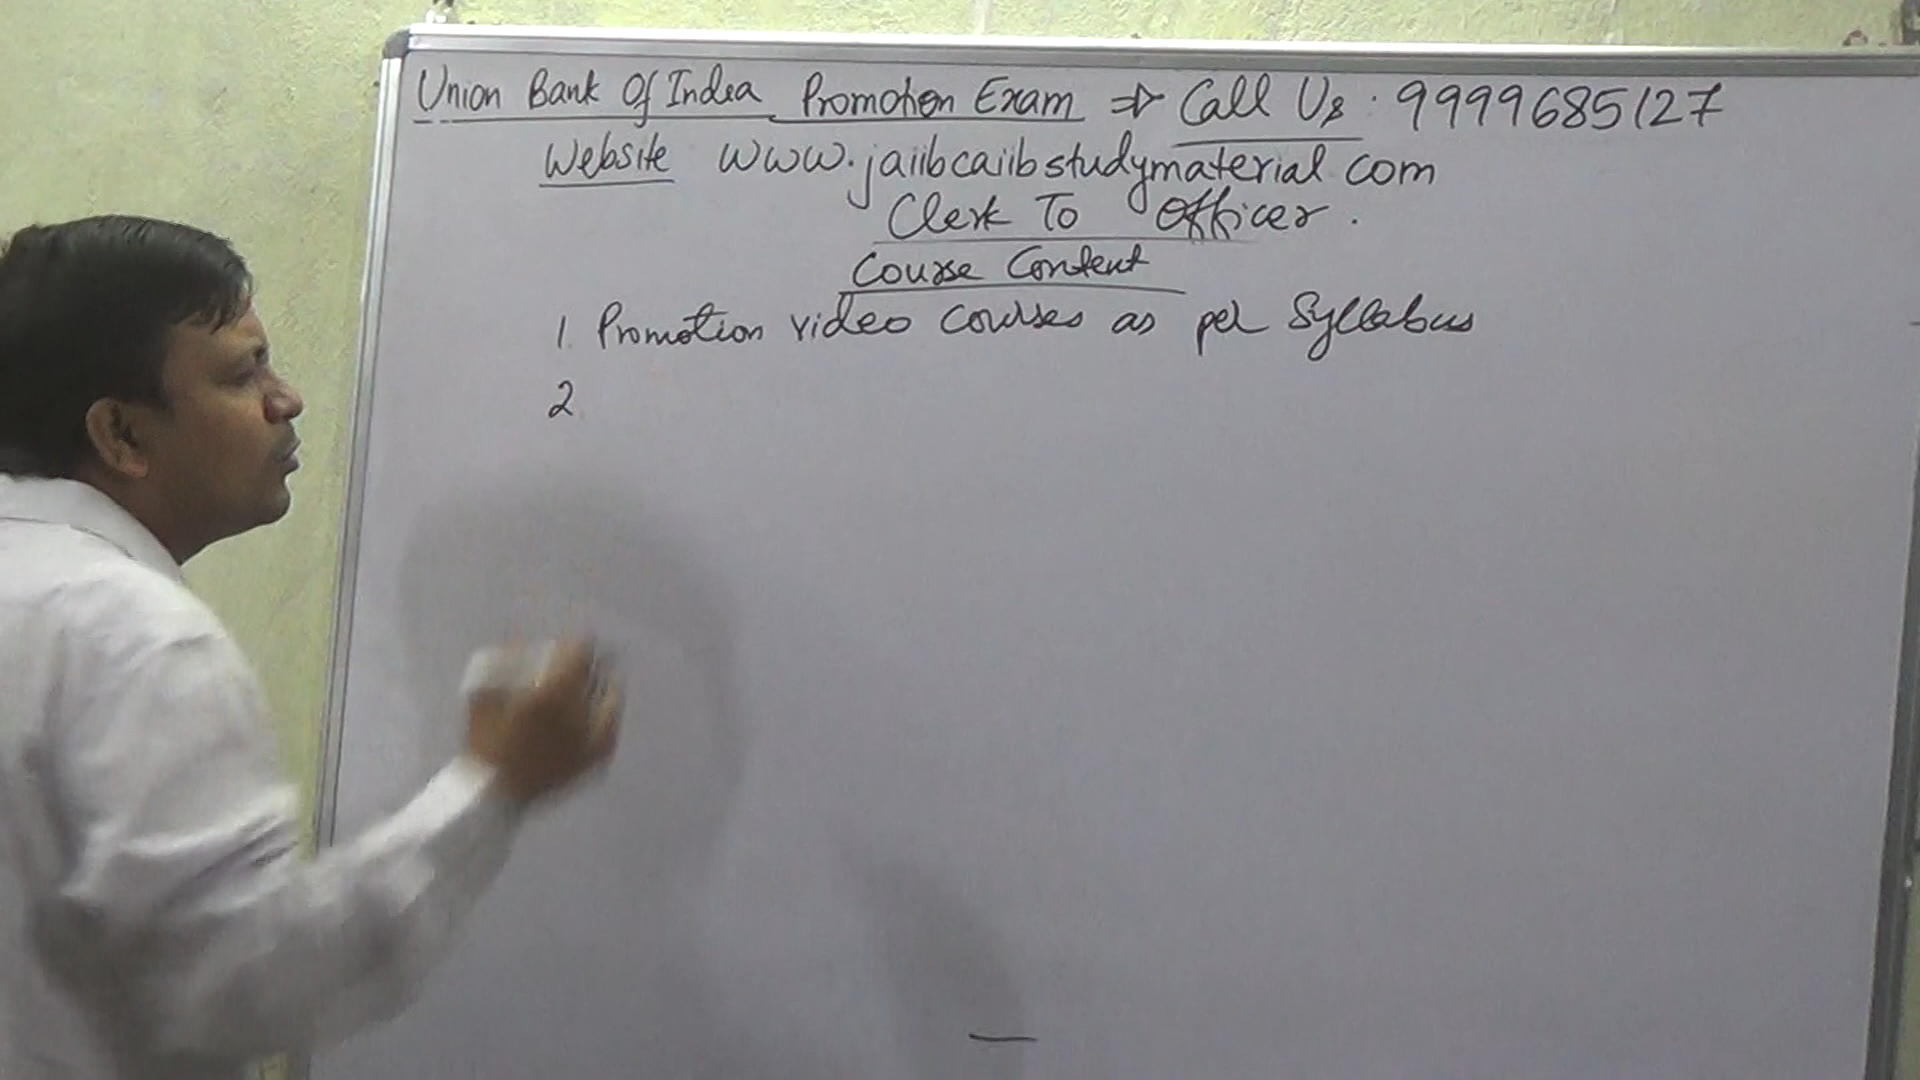 Union Bank Of India Promotion Exam ⇒ Call Us : 9999685127
Website www.jaiibcaiibstudymaterial.com
Clerk To Officer.
Course Content
1. Promotion video courses as per Syllabus
2.